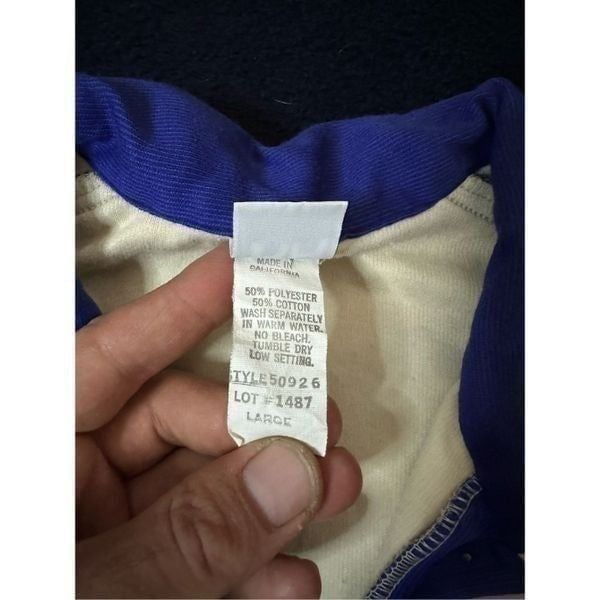 MADE IN
CALIFORNIA
50% POLYESTER
50% COTTON
WASH SEPARATELY
IN WARM WATER.
NO BLEACH.
TUMBLE DRY
LOW SETTING.
STYLE 50926
LOT #1487
LARGE